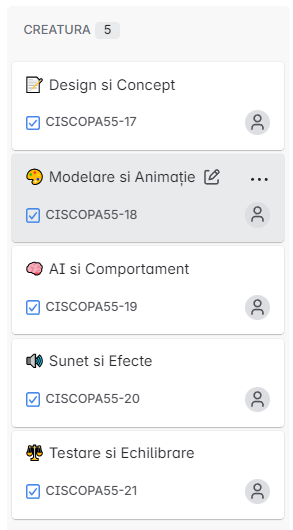 CREATURA 5
Design si Concept
CISCOPA55-17
Modelare si Animație
CISCOPA55-18
AI si Comportament
CISCOPA55-19
Sunet si Efecte
CISCOPA55-20
Testare si Echilibrare
CISCOPA55-21